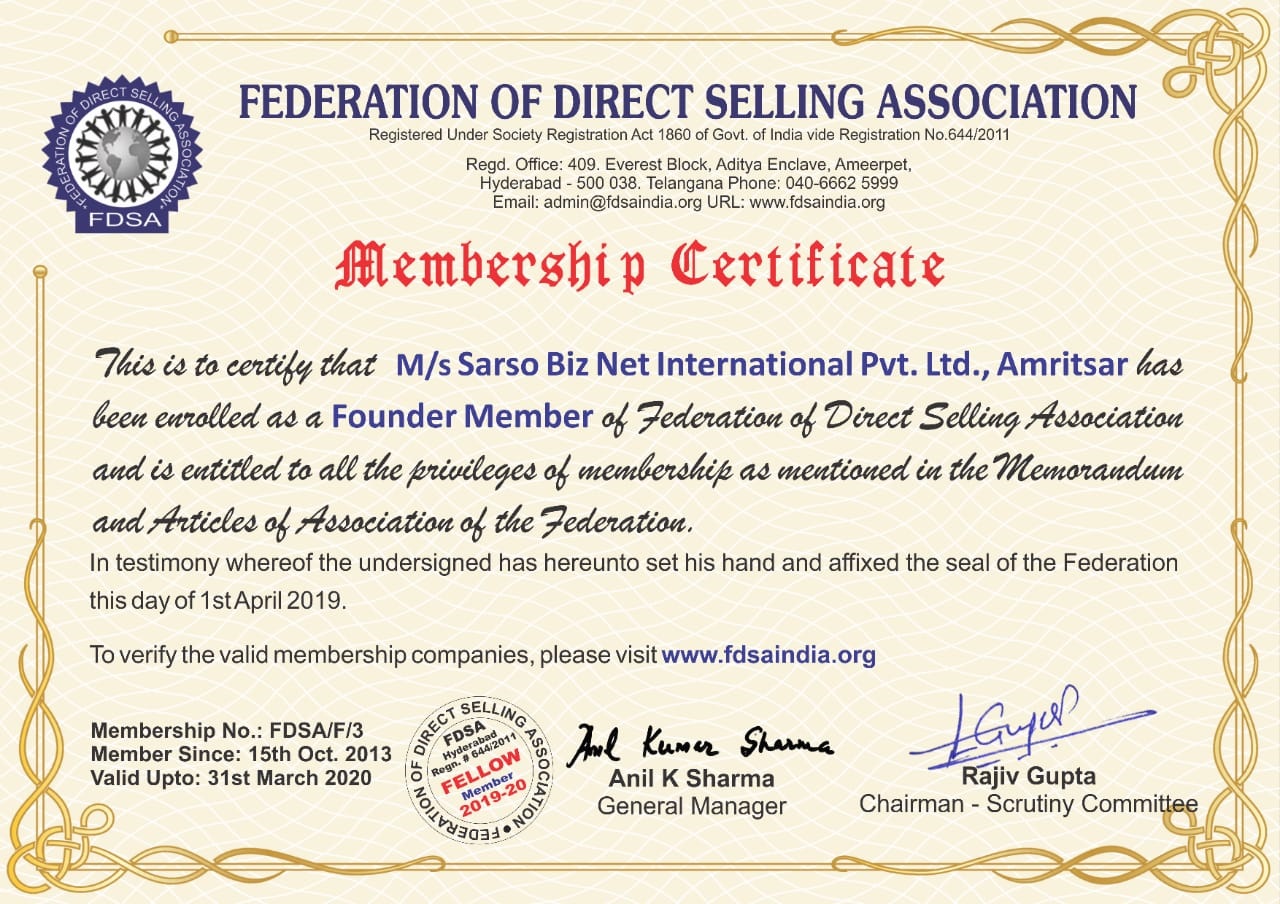 FEDERATION OF DIRECT SELLING ASSOCIATION
FDSA
FEDERATION OF DIRECT SELLING ASSOCIATION
Registered Under Society Registration Act 1860 of Govt. of India vide Registration No.644/2011
Regd. Office: 409. Everest Block, Aditya Enclave, Ameerpet,
Hyderabad - 500 038. Telangana Phone: 040-6662 5999
Email: admin@fdsaindia.org URL: www.fdsaindia.org
Membership Certificate
This is to certify that M/s Sarso Biz Net International Pvt. Ltd., Amritsar has
been enrolled as a Founder Member of Federation of Direct Selling Association
and is entitled to all the privileges of membership as mentioned in the Memorandum
and Articles of Association of the Federation.
In testimony whereof the undersigned has hereunto set his hand and affixed the seal of the Federation
this day of 1st April 2019.
To verify the valid membership companies, please visit www.fdsaindia.org
Membership No.: FDSA/F/3
Member Since: 15th Oct. 2013
Valid Upto: 31st March 2020
FEDERATION OF DIRECT SELLING ASSOCIATION
FDSA
Hyderabad
Regn. # 644/2011
FELLOW
Member
2019-20
Anil Kumar Sharma
Anil K Sharma
General Manager
Rajiv Gupta
Chairman - Scrutiny Committee